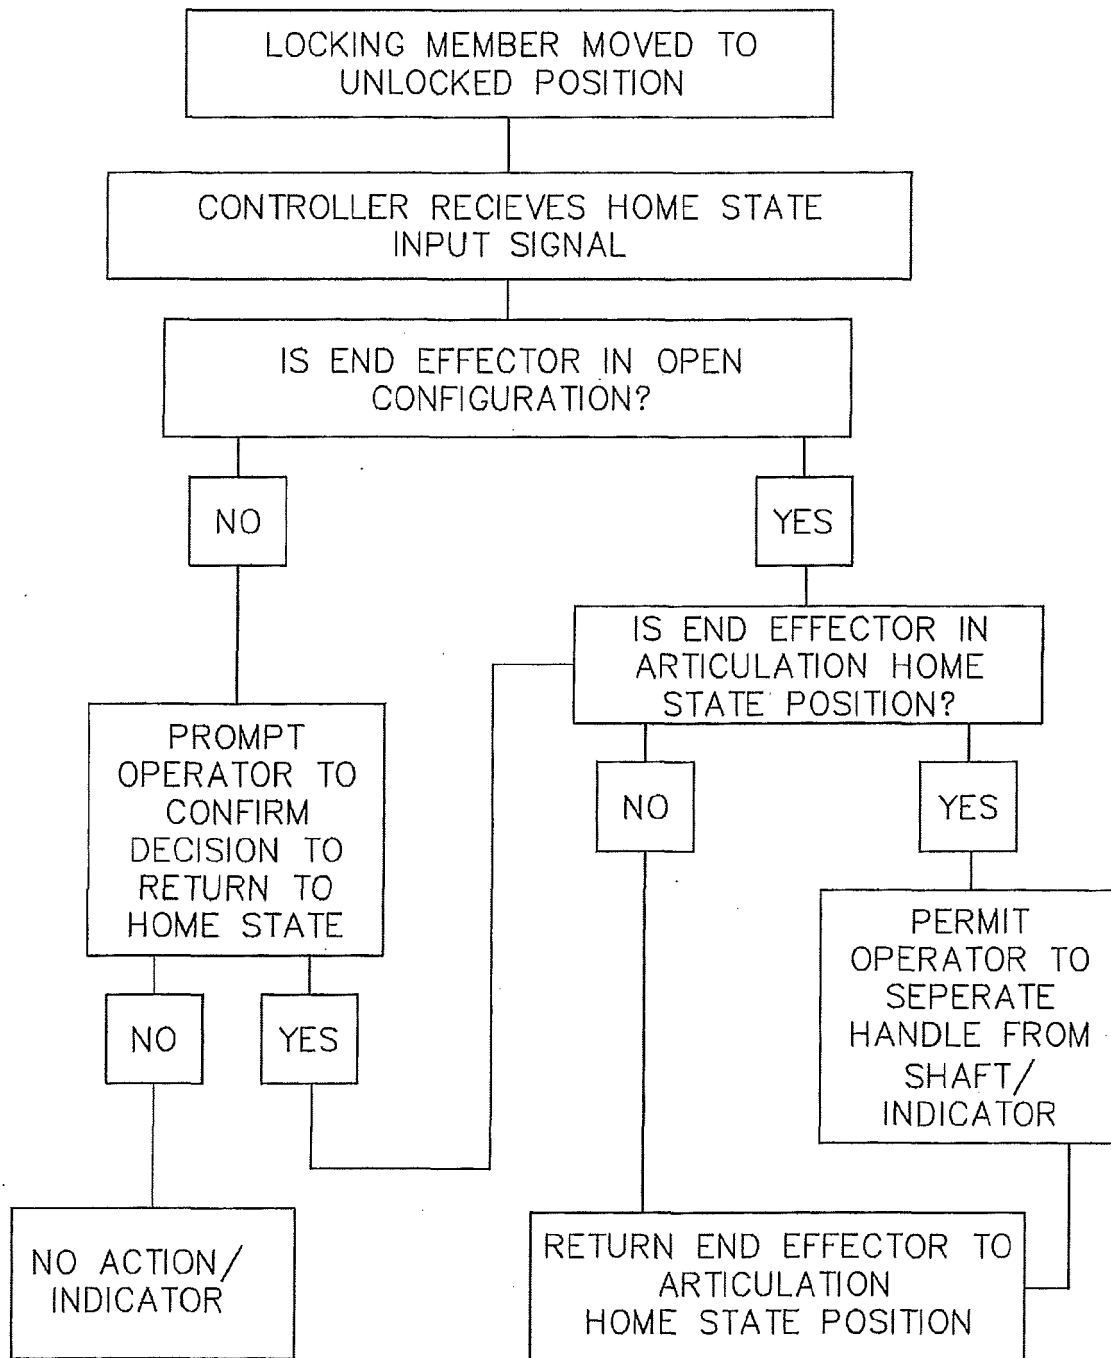 LOCKING MEMBER MOVED TO
UNLOCKED POSITION
CONTROLLER RECIEVES HOME STATE
INPUT SIGNAL
IS END EFFECTOR IN OPEN
CONFIGURATION?
NO
YES
IS END EFFECTOR IN
ARTICULATION HOME
STATE POSITION?
PROMPT
OPERATOR TO
CONFIRM
DECISION TO
RETURN TO
HOME STATE
NO
YES
PERMIT
OPERATOR TO
SEPERATE
HANDLE FROM
SHAFT/
INDICATOR
NO
YES
NO ACTION/
INDICATOR
RETURN END EFFECTOR TO
ARTICULATION
HOME STATE POSITION